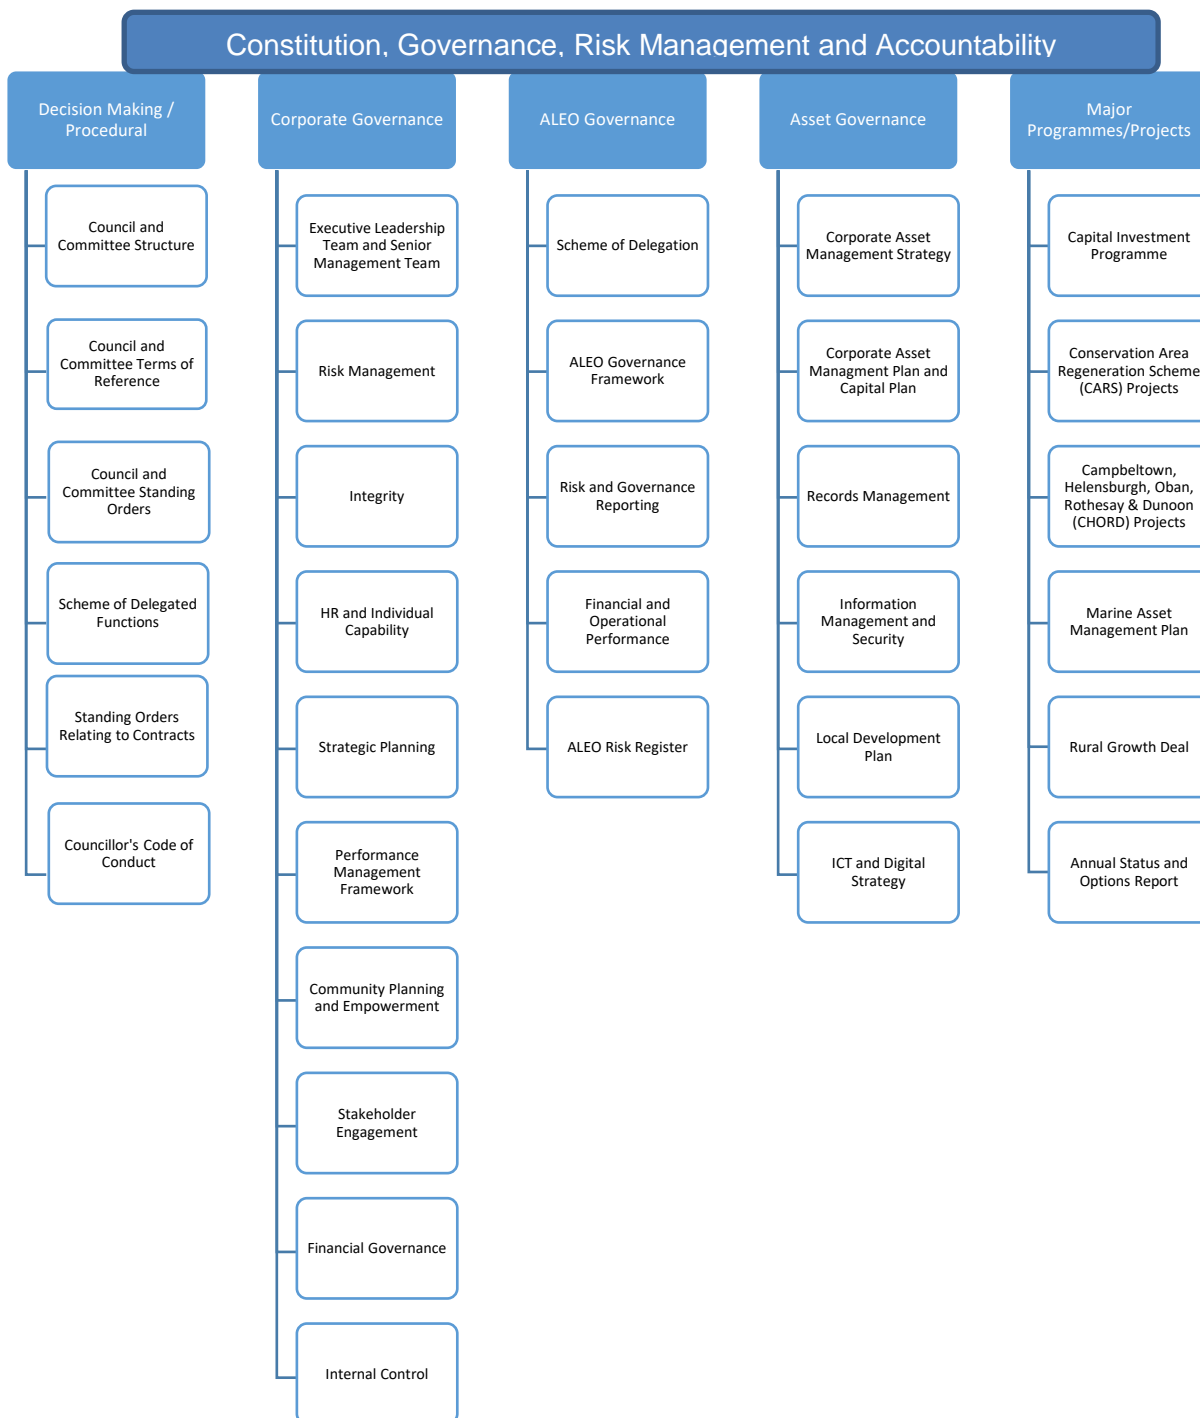 Constitution, Governance, Risk Management and Accountability
Decision Making /
Procedural
Council and
Committee Structure
Council and
Committee Terms of
Reference
Council and
Committee Standing
Orders
Scheme of Delegated
Functions
Standing Orders
Relating to Contracts
Councillor's Code of
Conduct
Corporate Governance
Executive Leadership
Team and Senior
Management Team
Risk Management
Integrity
HR and Individual
Capability
Strategic Planning
Performance
Management
Framework
Community Planning
and Empowerment
Stakeholder
Engagement
Financial Governance
Internal Control
ALEO Governance
Scheme of Delegation
ALEO Governance
Framework
Risk and Governance
Reporting
Financial and
Operational
Performance
ALEO Risk Register
Asset Governance
Corporate Asset
Management Strategy
Corporate Asset
Managment Plan and
Capital Plan
Records Management
Information
Management and
Security
Local Development
Plan
ICT and Digital
Strategy
Major
Programmes/Projects
Capital Investment
Programme
Conservation Area
Regeneration Scheme
(CARS) Projects
Campbeltown,
Helensburgh, Oban,
Rothesay & Dunoon
(CHORD) Projects
Marine Asset
Management Plan
Rural Growth Deal
Annual Status and
Options Report